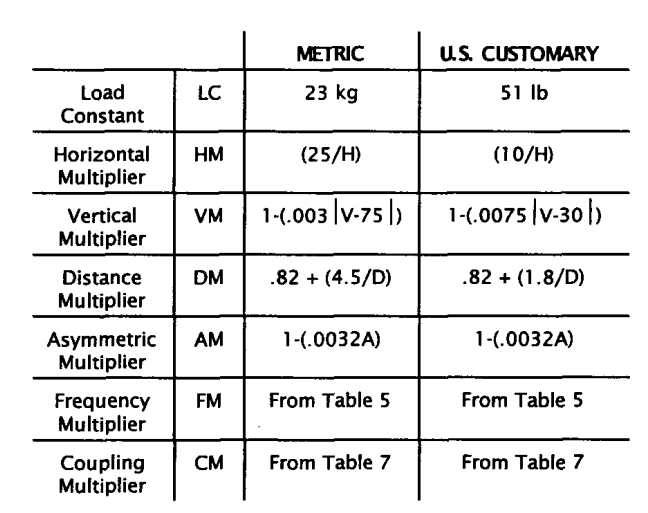 METRIC U.S. CUSTOMARY
Load Constant LC 23 kg 51 lb
Horizontal Multiplier HM (25/H) (10/H)
Vertical Multiplier VM 1-(.003 |V-75|) 1-(.0075 |V-30|)
Distance Multiplier DM .82 + (4.5/D) .82 + (1.8/D)
Asymmetric Multiplier AM 1-(.0032A) 1-(.0032A)
Frequency Multiplier FM From Table 5 From Table 5
Coupling Multiplier CM From Table 7 From Table 7